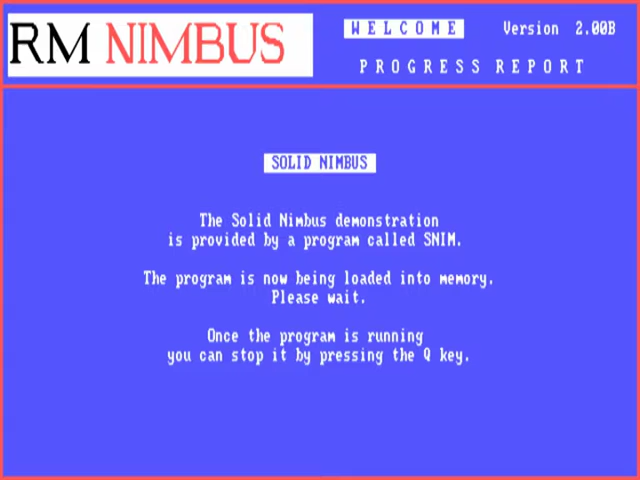 RM NIMBUS
WELCOME
Version 2.00B
PROGRESS REPORT
SOLID NIMBUS
The Solid Nimbus demonstration
is provided by a program called SNIM.
The program is now being loaded into memory.
Please wait.
Once the program is running
you can stop it by pressing the Q key.